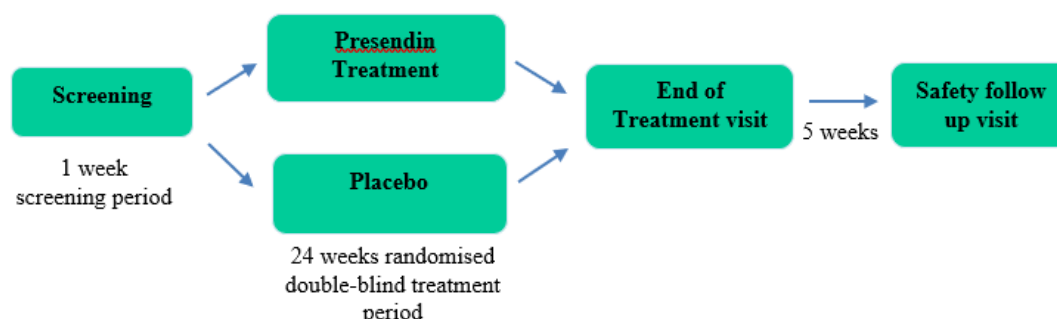 Screening
1 week
screening period
Presendin
Treatment
Placebo
24 weeks randomised
double-blind treatment
period
End of
Treatment visit
5 weeks
Safety follow
up visit